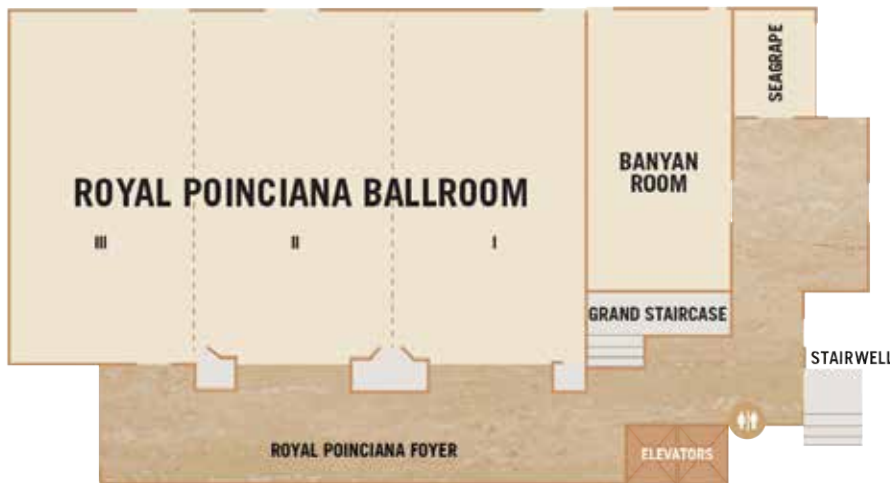 SEAGRAPE
BANYAN
ROOM
ROYAL POINCIANA BALLROOM
III
II
I
GRAND STAIRCASE
STAIRWELL
ROYAL POINCIANA FOYER
ELEVATORS